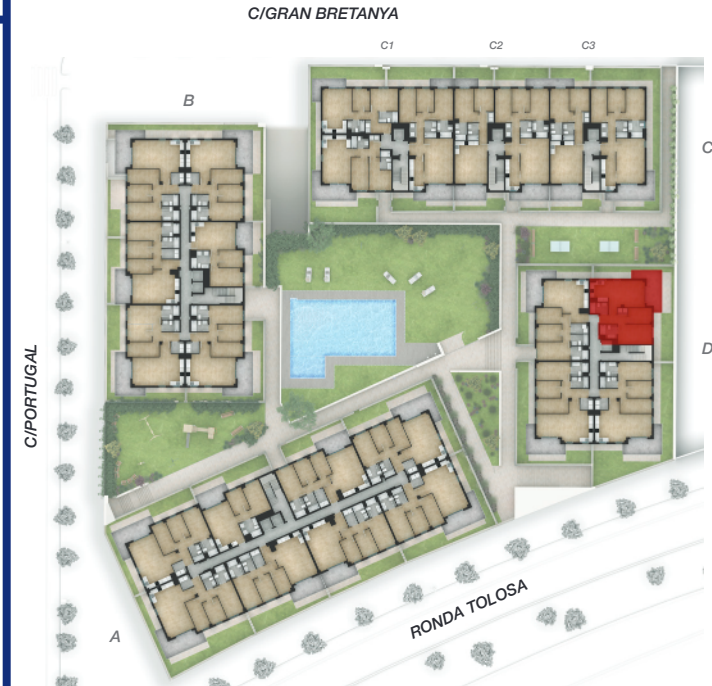 C/GRAN BRETANYA
C1
C2
C3
B
C
C/PORTUGAL
D
RONDA TOLOSA
A